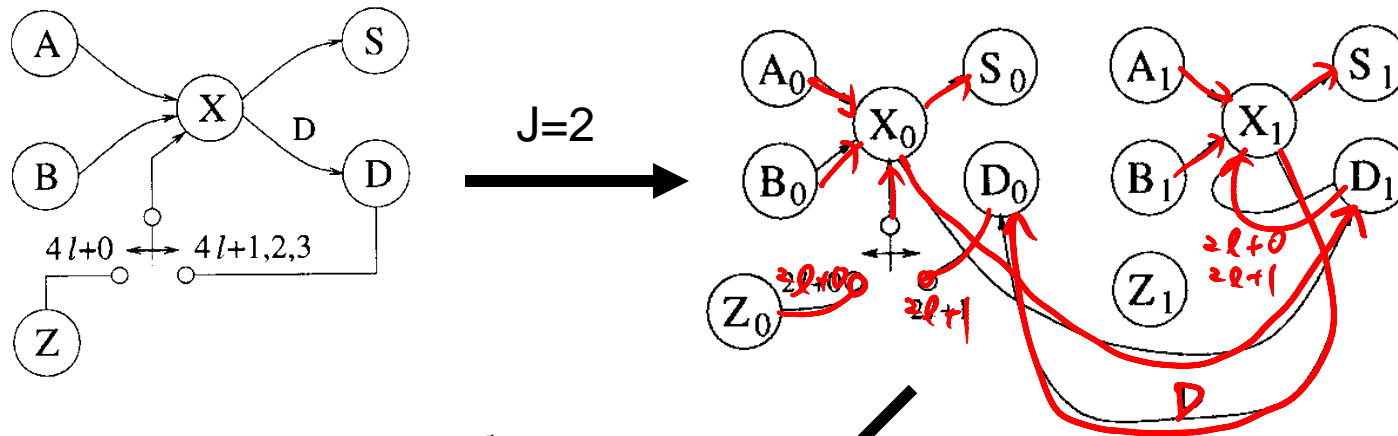 A
S
X
D
B
D
4l+0
4l+1,2,3
Z
J=2
A₀
S₀
X₀
B₀
D₀
Z₀
2l+0
2l+1
A₁
S₁
X₁
B₁
D₁
2l+0
2l+1
Z₁
D